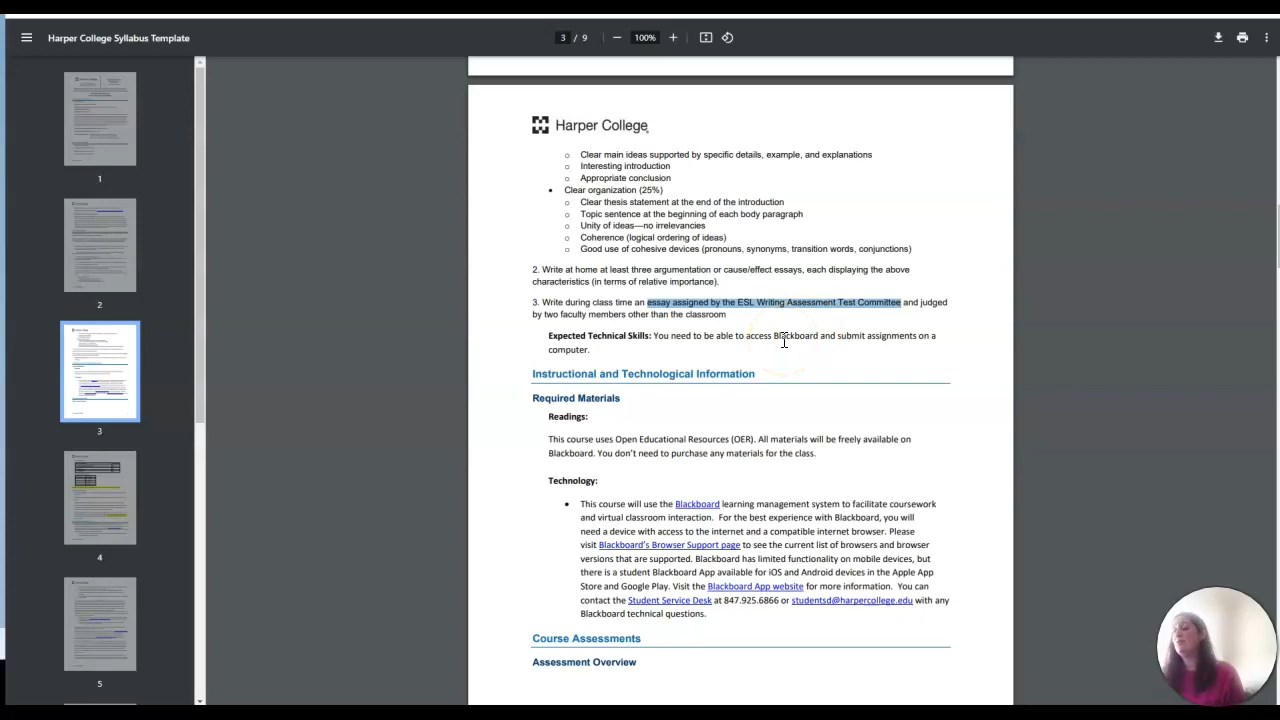 Harper College Syllabus Template
3 / 9
100%
1
2
3
4
5
Harper College
Clear main ideas supported by specific details, example, and explanations
Interesting introduction
Appropriate conclusion
Clear organization (25%)
Clear thesis statement at the end of the introduction
Topic sentence at the beginning of each body paragraph
Unity of ideas—no irrelevancies
Coherence (logical ordering of ideas)
Good use of cohesive devices (pronouns, synonyms, transition words, conjunctions)
2. Write at home at least three argumentation or cause/effect essays, each displaying the above
characteristics (in terms of relative importance).
3. Write during class time an essay assigned by the ESL Writing Assessment Test Committee and judged
by two faculty members other than the classroom
Expected Technical Skills: You need to be able to access Blackboard and submit assignments on a
computer.
Instructional and Technological Information
Required Materials
Readings:
This course uses Open Educational Resources (OER). All materials will be freely available on
Blackboard. You don't need to purchase any materials for the class.
Technology:
This course will use the Blackboard learning management system to facilitate coursework
and virtual classroom interaction. For the best experience with Blackboard, you will
need a device with access to the internet and a compatible internet browser. Please
visit Blackboard's Browser Support page to see the current list of browsers and browser
versions that are supported. Blackboard has limited functionality on mobile devices, but
there is a student Blackboard App available for iOS and Android devices in the Apple App
Store and Google Play. Visit the Blackboard App website for more information. You can
contact the Student Service Desk at 847.925.6866 or studentsd@harpercollege.edu with any
Blackboard technical questions.
Course Assessments
Assessment Overview